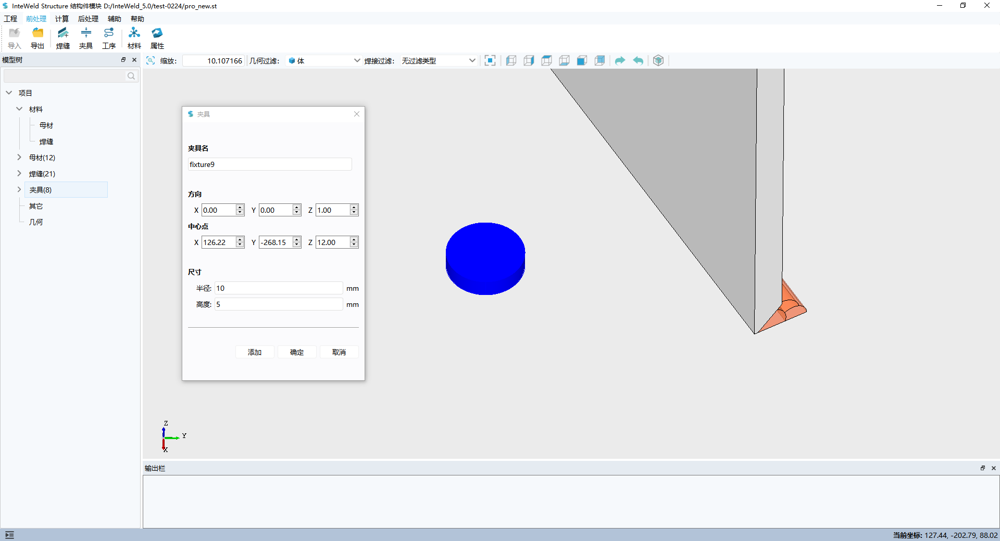 InteWeld Structure 结构件模块 D:/InteWeld_5.0/test-0224/pro_new.st
工程 前处理 计算 后处理 辅助 帮助
导入 导出 焊缝 夹具 工序 材料 属性
模型树
缩放: 10.107166 几何过滤: 体 焊接过滤: 无过滤类型
项目
材料
母材
焊缝
母材(12)
焊缝(21)
夹具(8)
其它
几何
夹具
夹具名
fixture9
方向
X 0.00 Y 0.00 Z 1.00
中心点
X 126.22 Y -268.15 Z 12.00
尺寸
半径: 10 mm
高度: 5 mm
添加 确定 取消
Z
Y
X
输出栏
当前坐标: 127.44, -202.79, 88.02